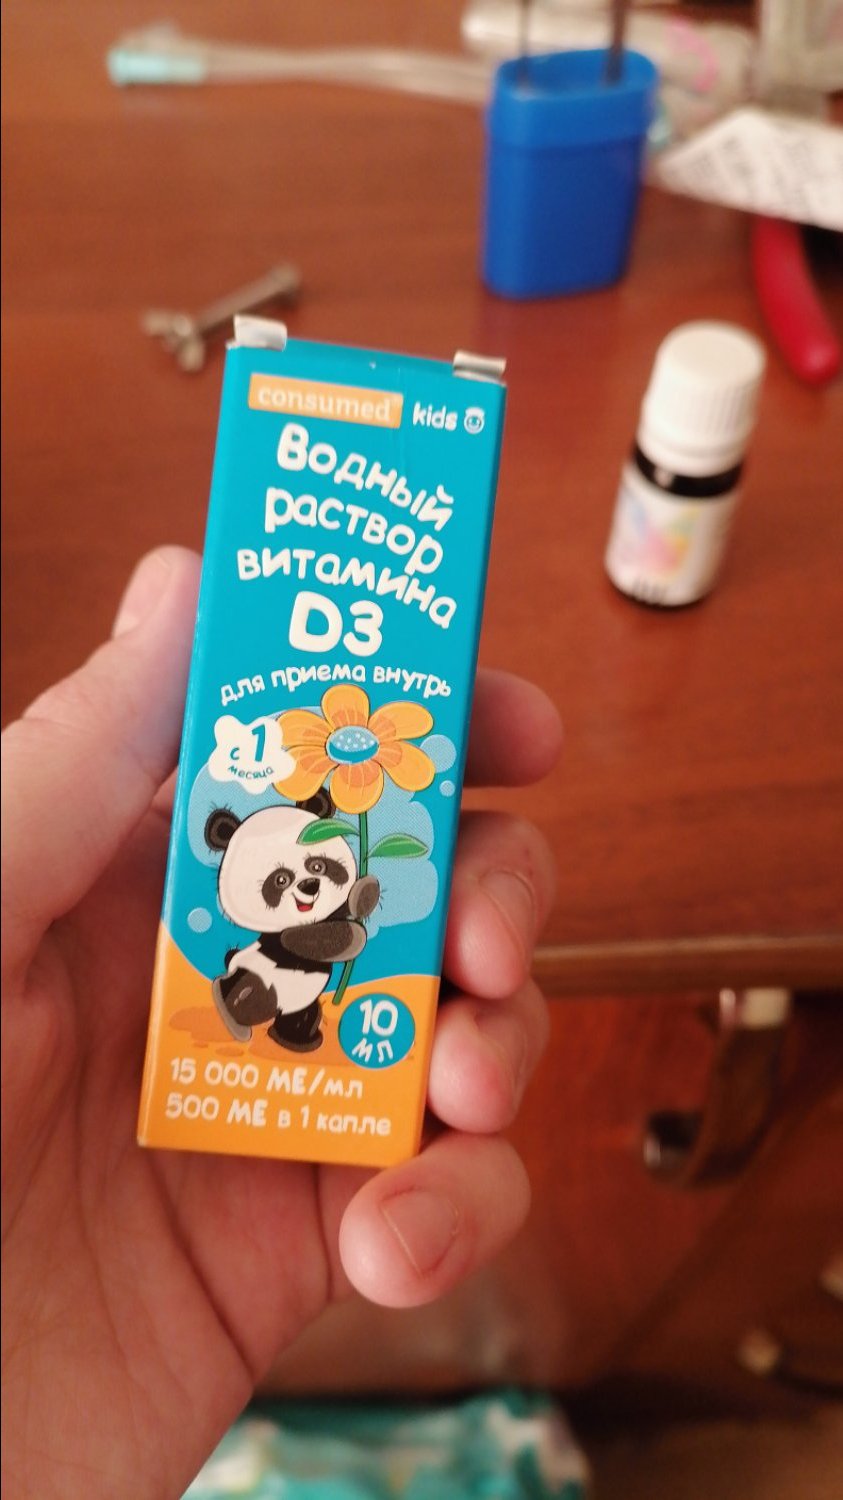 consumed kids
Водный
раствор
витамина
D3
для приема внутрь
с 1
месяца
10
мл
15 000 МЕ/мл
500 МЕ в 1 капле